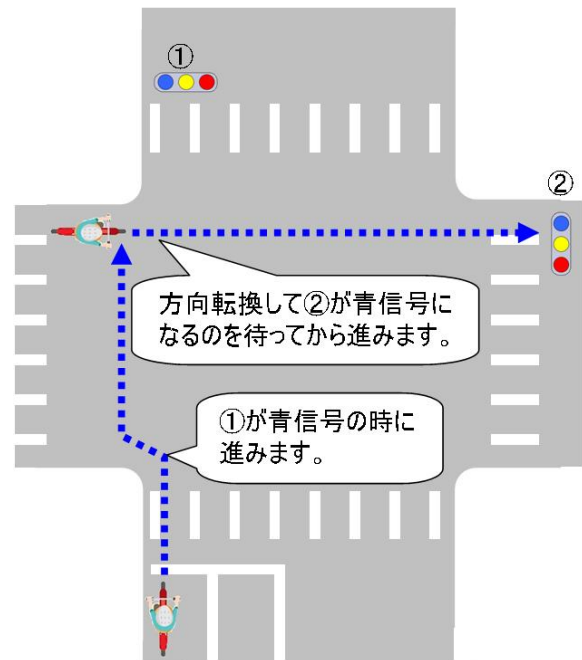 ①
②
方向転換して②が青信号に
なるのを待ってから進みます。
①が青信号の時に
進みます。